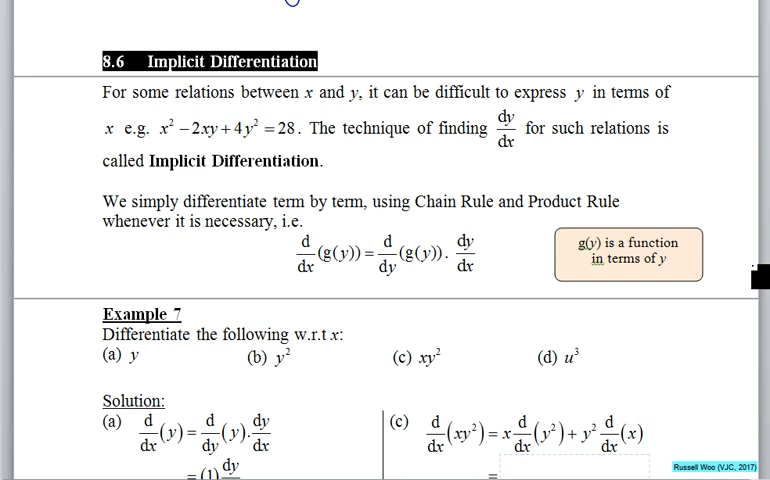 8.6 Implicit Differentiation
For some relations between x and y, it can be difficult to express y in terms of
x e.g. x² − 2xy + 4y² = 28. The technique of finding dy/dx for such relations is
called Implicit Differentiation.
We simply differentiate term by term, using Chain Rule and Product Rule
whenever it is necessary, i.e.
d/dx (g(y)) = d/dy (g(y)). dy/dx
g(y) is a function
in terms of y
Example 7
Differentiate the following w.r.t x:
(a) y (b) y² (c) xy² (d) u³
Solution:
(a) d/dx (y) = d/dy (y). dy/dx
= (1) dy
(c) d/dx (xy²) = x d/dx (y²) + y² d/dx (x)
=
Russell Woo (VJC, 2017)